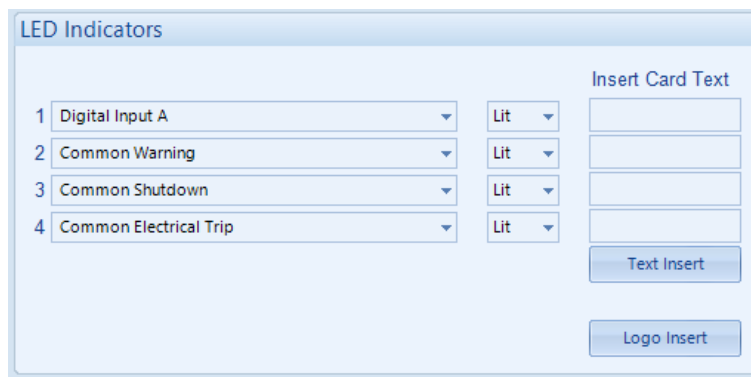 LED Indicators
Insert Card Text
1 Digital Input A Lit
2 Common Warning Lit
3 Common Shutdown Lit
4 Common Electrical Trip Lit
Text Insert
Logo Insert